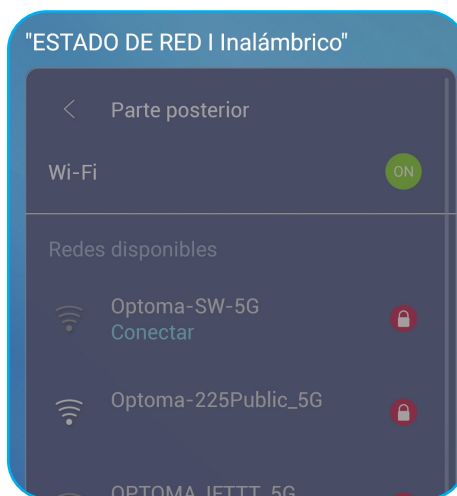 "ESTADO DE RED I Inalámbrico"
Parte posterior
Wi-Fi
ON
Redes disponibles
Optoma-SW-5G
Conectar
Optoma-225Public_5G